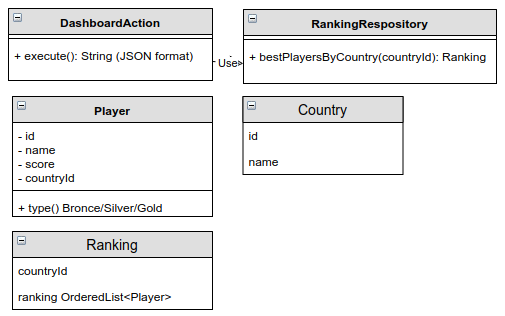 DashboardAction
+ execute(): String (JSON format)
Use
RankingRespository
+ bestPlayersByCountry(countryId): Ranking
Player
- id
- name
- score
- countryId
+ type() Bronce/Silver/Gold
Country
id
name
Ranking
countryId
ranking OrderedList<Player>